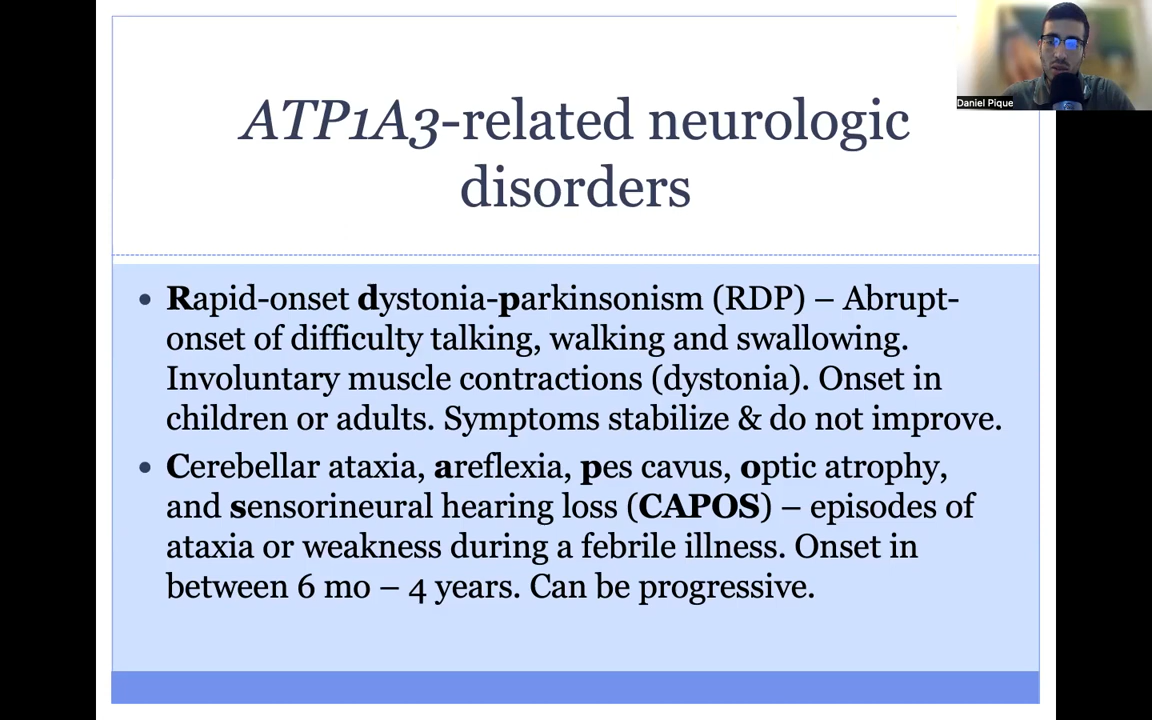 ATP1A3-related neurologic
disorders
Daniel Pique
• Rapid-onset dystonia-parkinsonism (RDP) – Abrupt-
onset of difficulty talking, walking and swallowing.
Involuntary muscle contractions (dystonia). Onset in
children or adults. Symptoms stabilize & do not improve.
• Cerebellar ataxia, areflexia, pes cavus, optic atrophy,
and sensorineural hearing loss (CAPOS) – episodes of
ataxia or weakness during a febrile illness. Onset in
between 6 mo – 4 years. Can be progressive.